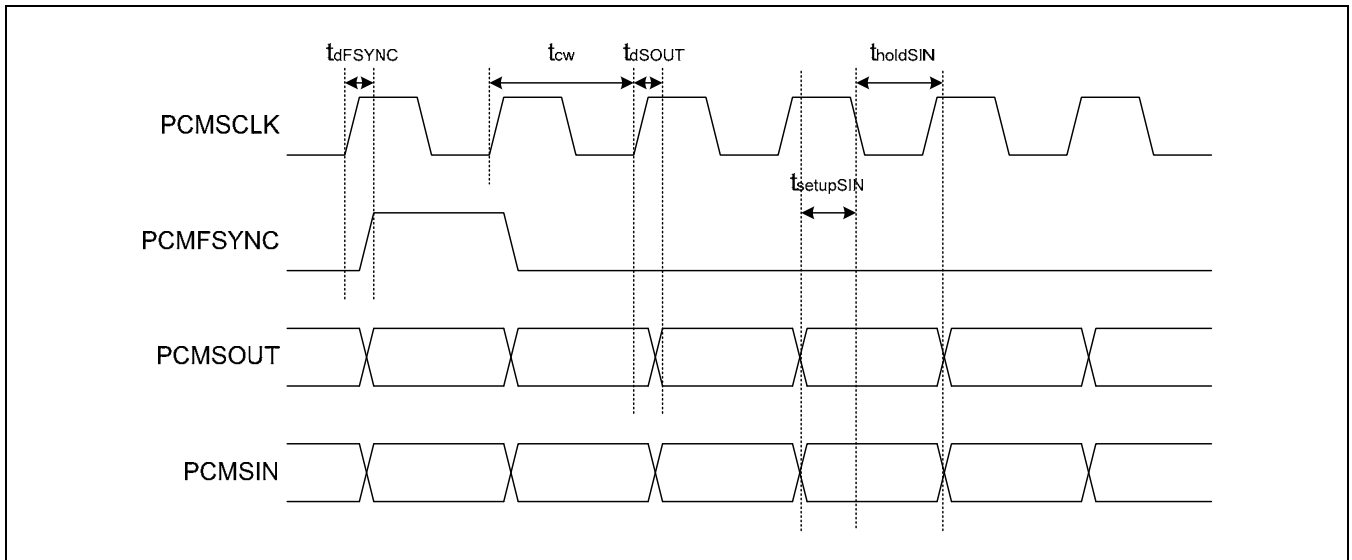 tdFSYNC
tcw
tdSOUT
tholdSIN
PCMSCLK
tsetupSIN
PCMFSYNC
PCMSOUT
PCMSIN